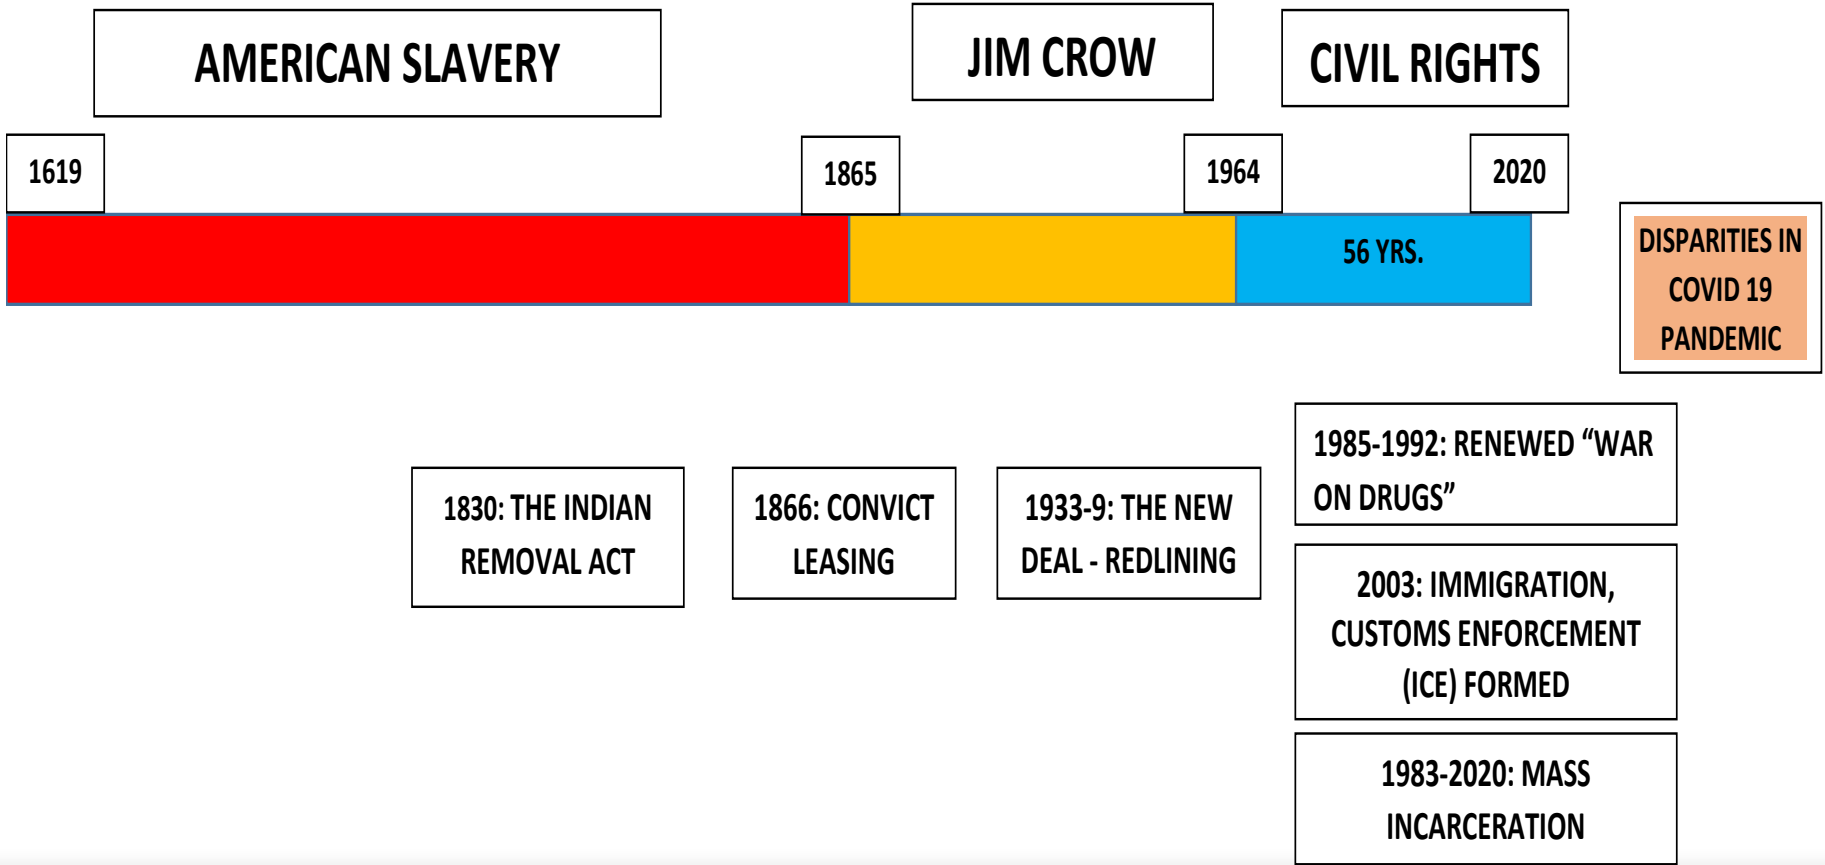 AMERICAN SLAVERY
JIM CROW
CIVIL RIGHTS
1619
1865
1964
2020
56 YRS.
DISPARITIES IN
COVID 19
PANDEMIC
1830: THE INDIAN
REMOVAL ACT
1866: CONVICT
LEASING
1933-9: THE NEW
DEAL - REDLINING
1985-1992: RENEWED “WAR
ON DRUGS”
2003: IMMIGRATION,
CUSTOMS ENFORCEMENT
(ICE) FORMED
1983-2020: MASS
INCARCERATION